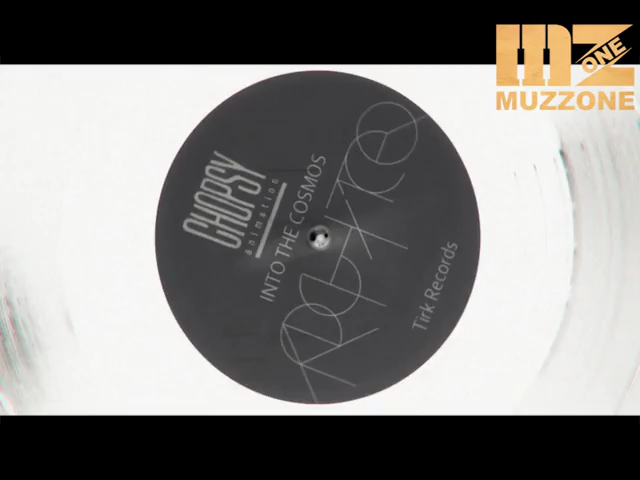 MZ ONE
MUZZONE
CHOPSY
animation
INTO THE COSMOS
Tirk Records